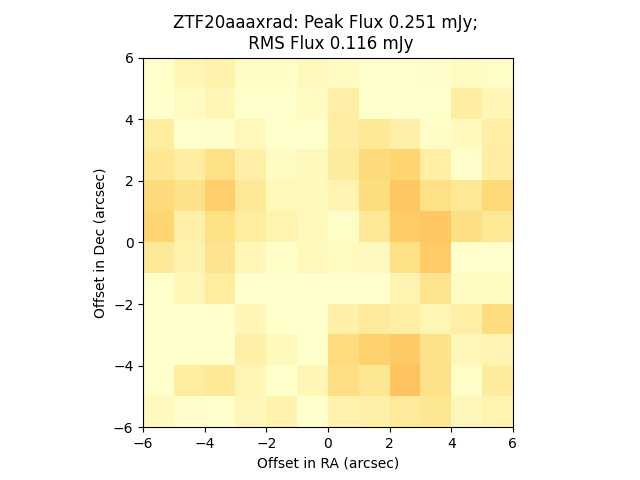 ZTF20aaaxrad: Peak Flux 0.251 mJy;
RMS Flux 0.116 mJy
6
4
2
0
−2
−4
−6
Offset in Dec (arcsec)
−6 −4 −2 0 2 4 6
Offset in RA (arcsec)